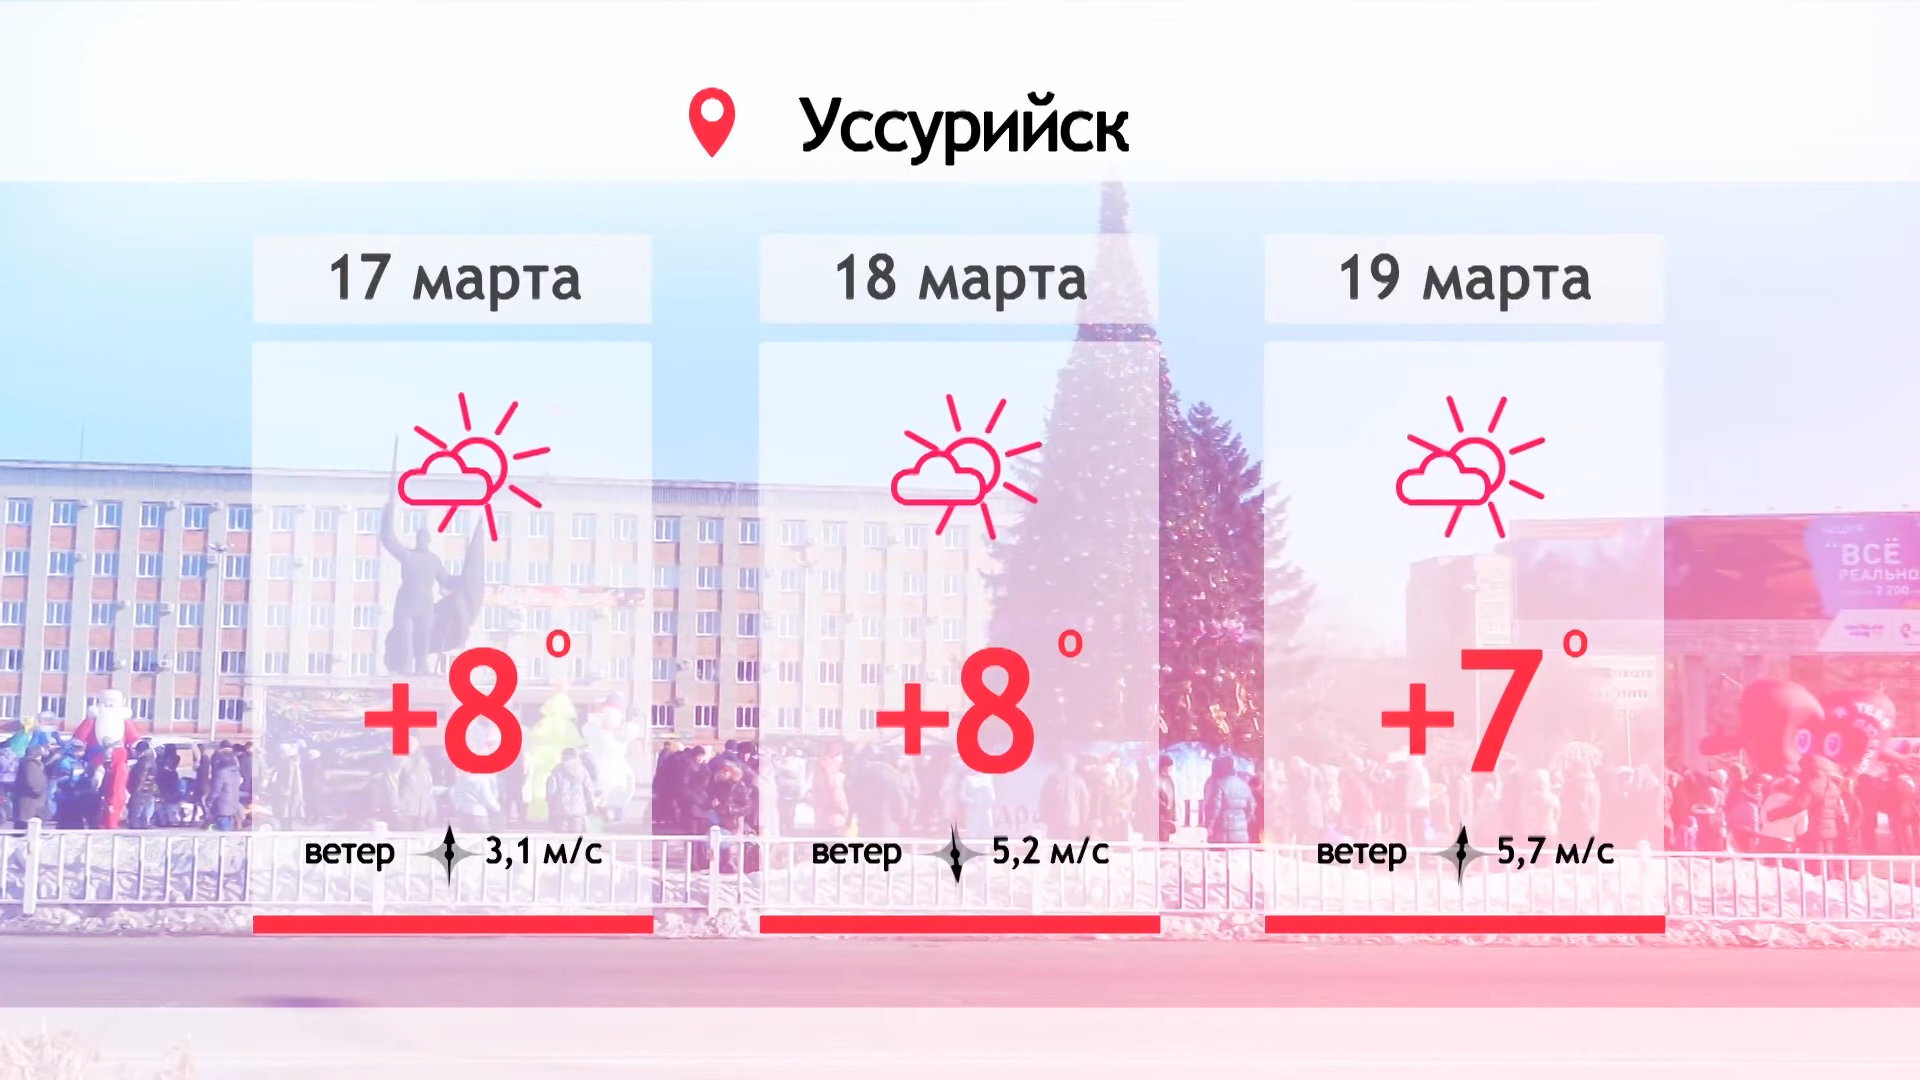 Уссурийск
17 марта
18 марта
19 марта
+8°
+8°
+7°
ветер 3,1 м/с
ветер 5,2 м/с
ветер 5,7 м/с
ВСЁ
РЕАЛЬНО